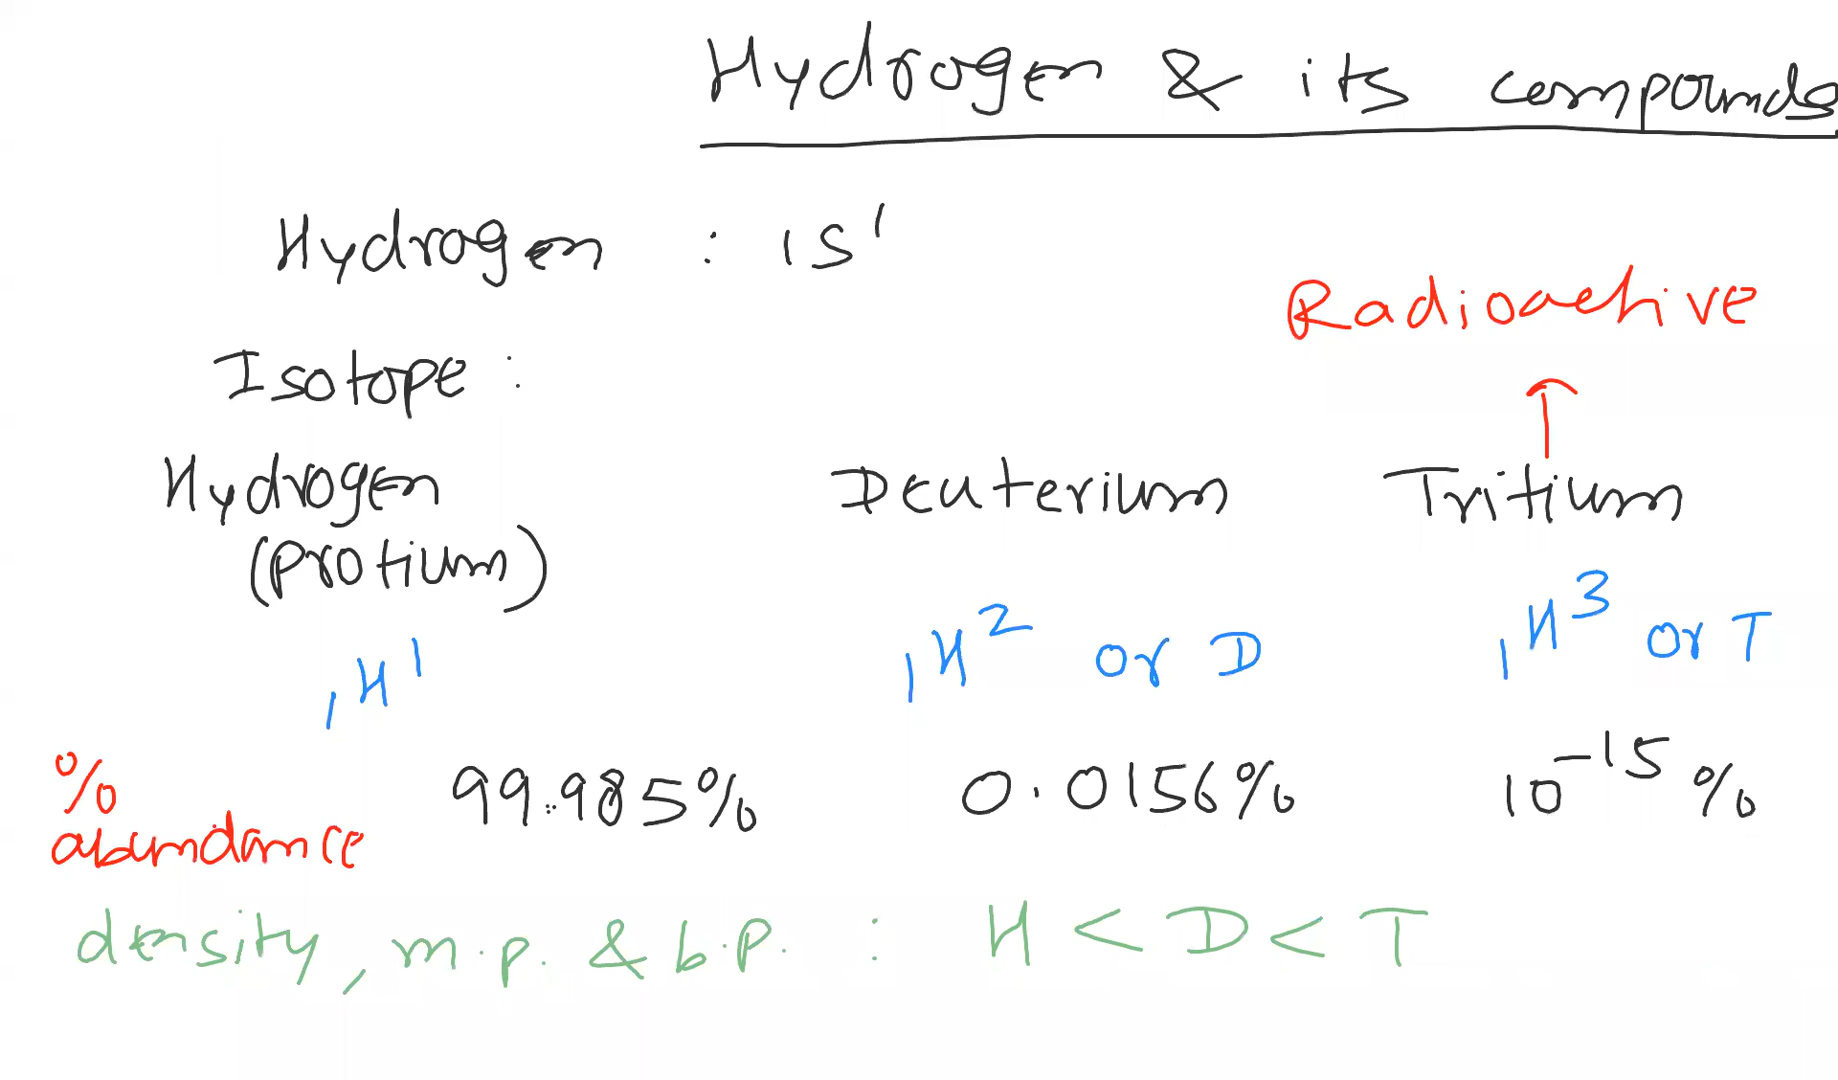 Hydrogen & its compounds
Hydrogen : 1S¹
Radioactive
Isotope :
Hydrogen Deuterium Tritium
(Protium)
₁H¹ ₁H² or D ₁H³ or T
% abundance 99.985% 0.0156% 10⁻¹⁵ %
density, m.p. & b.p. : H < D < T